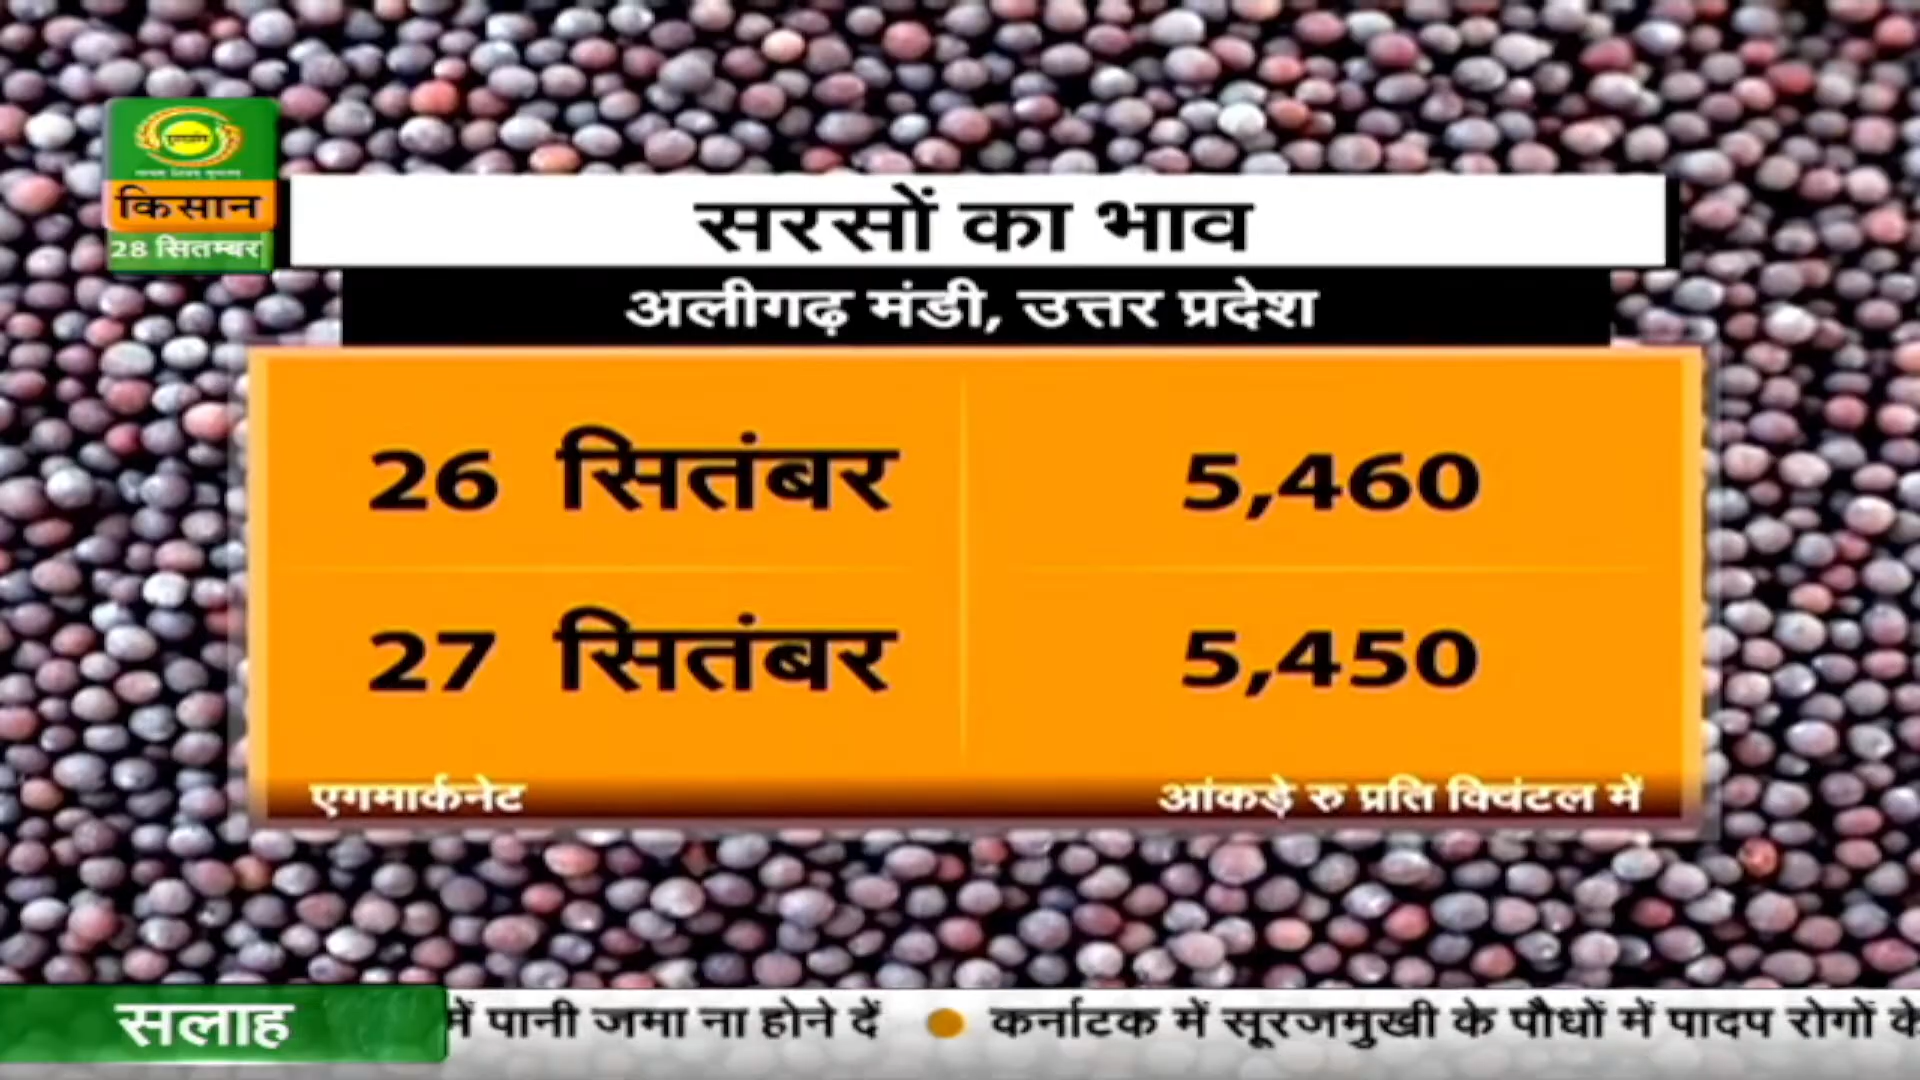 किसान
28 सितम्बर
सरसों का भाव
अलीगढ़ मंडी, उत्तर प्रदेश
26 सितंबर 5,460
27 सितंबर 5,450
एगमार्कनेट आंकड़े रु प्रति क्विंटल में
सलाह में पानी जमा ना होने दें ● कर्नाटक में सूरजमुखी के पौधों में पादप रोगों के